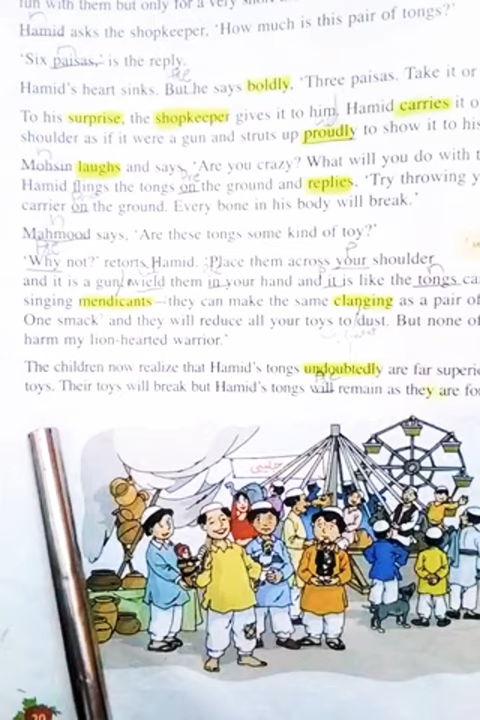 fun with them but only for a very short
Hamid asks the shopkeeper, 'How much is this pair of tongs?'
'Six paisas,' is the reply.
Hamid's heart sinks. But he says boldly, 'Three paisas. Take it or
To his surprise, the shopkeeper gives it to him. Hamid carries it o
shoulder as if it were a gun and struts up proudly to show it to his
Mohsin laughs and says, 'Are you crazy? What will you do with t
Hamid flings the tongs on the ground and replies, 'Try throwing y
carrier on the ground. Every bone in his body will break.'
Mahmood says, 'Are these tongs some kind of toy?'
'Why not?' retorts Hamid. 'Place them across your shoulder
and it is a gun; wield them in your hand and it is like the tongs ca
singing mendicants—they can make the same clanging as a pair of
One smack and they will reduce all your toys to dust. But none of
harm my lion-hearted warrior.'
The children now realize that Hamid's tongs undoubtedly are far superi
toys. Their toys will break but Hamid's tongs will remain as they are fo
20